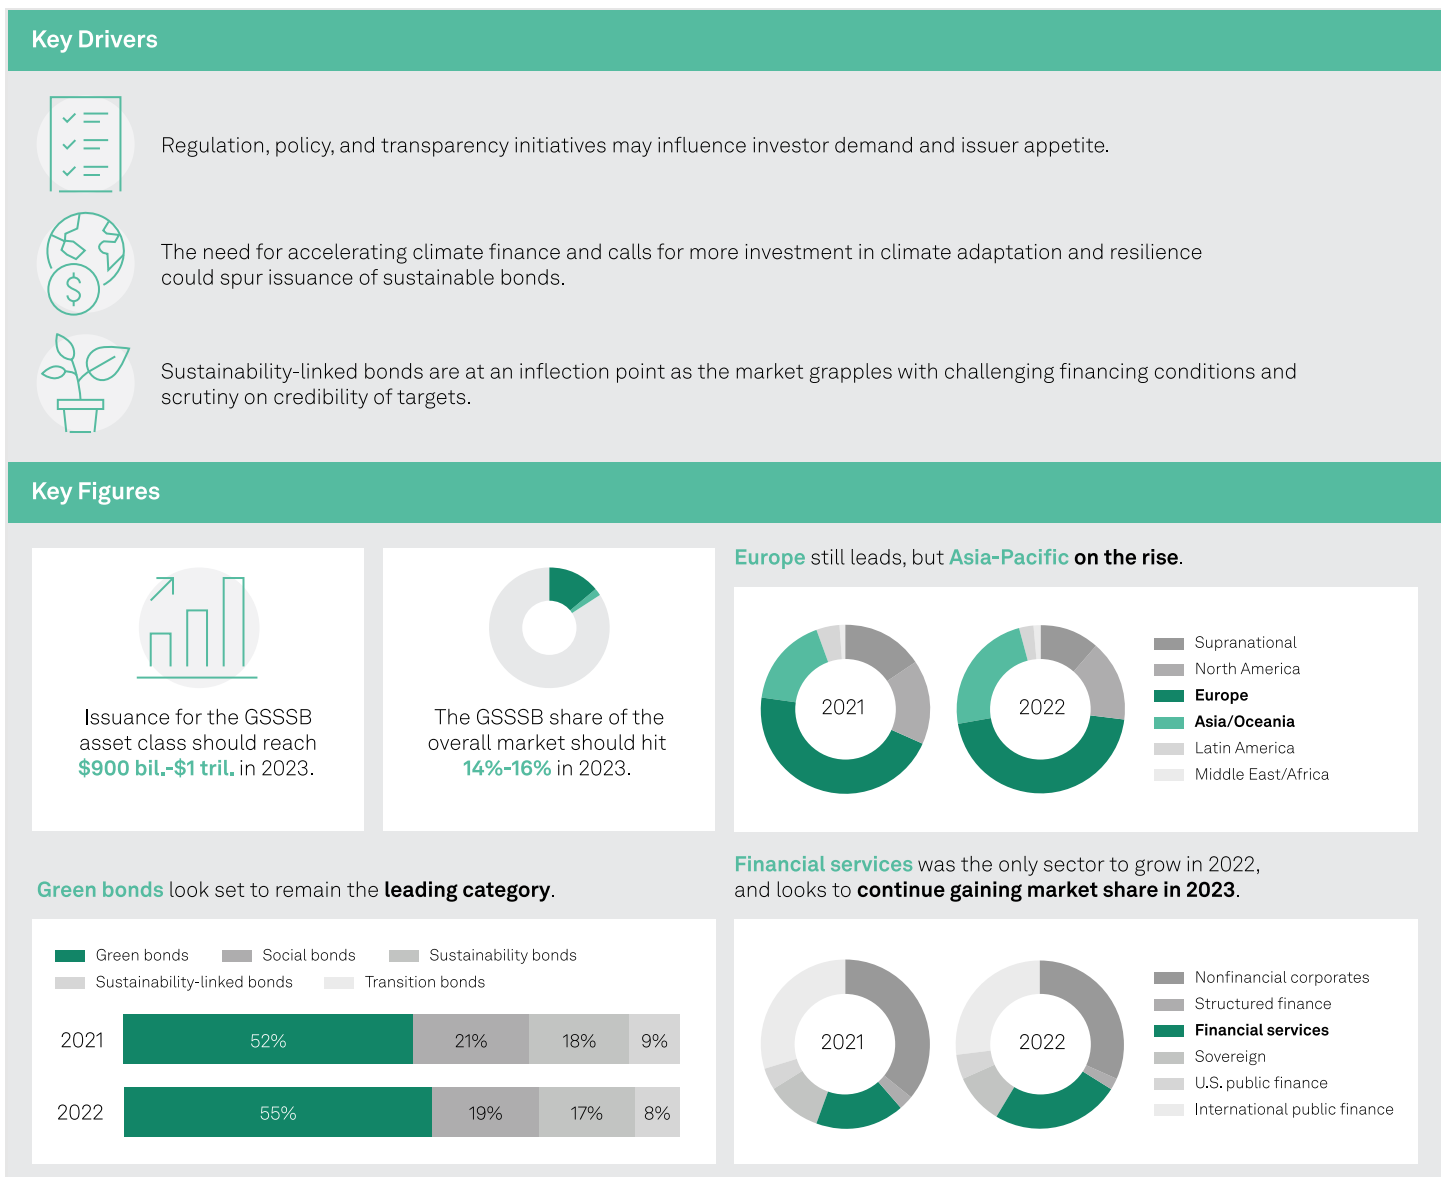 Key Drivers
Regulation, policy, and transparency initiatives may influence investor demand and issuer appetite.
The need for accelerating climate finance and calls for more investment in climate adaptation and resilience
could spur issuance of sustainable bonds.
Sustainability-linked bonds are at an inflection point as the market grapples with challenging financing conditions and
scrutiny on credibility of targets.
Key Figures
$
Issuance for the GSSSB
asset class should reach
$900 bil.-$1 tril. in 2023.
The GSSSB share of the
overall market should hit
14%-16% in 2023.
Europe still leads, but Asia-Pacific on the rise.
2021
2022
Supranational
North America
Europe
Asia/Oceania
Latin America
Middle East/Africa
Green bonds look set to remain the leading category.
Green bonds
Social bonds
Sustainability bonds
Sustainability-linked bonds
Transition bonds
2021
52%
21%
18%
9%
2022
55%
19%
17%
8%
Financial services was the only sector to grow in 2022,
and looks to continue gaining market share in 2023.
2021
2022
Nonfinancial corporates
Structured finance
Financial services
Sovereign
U.S. public finance
International public finance